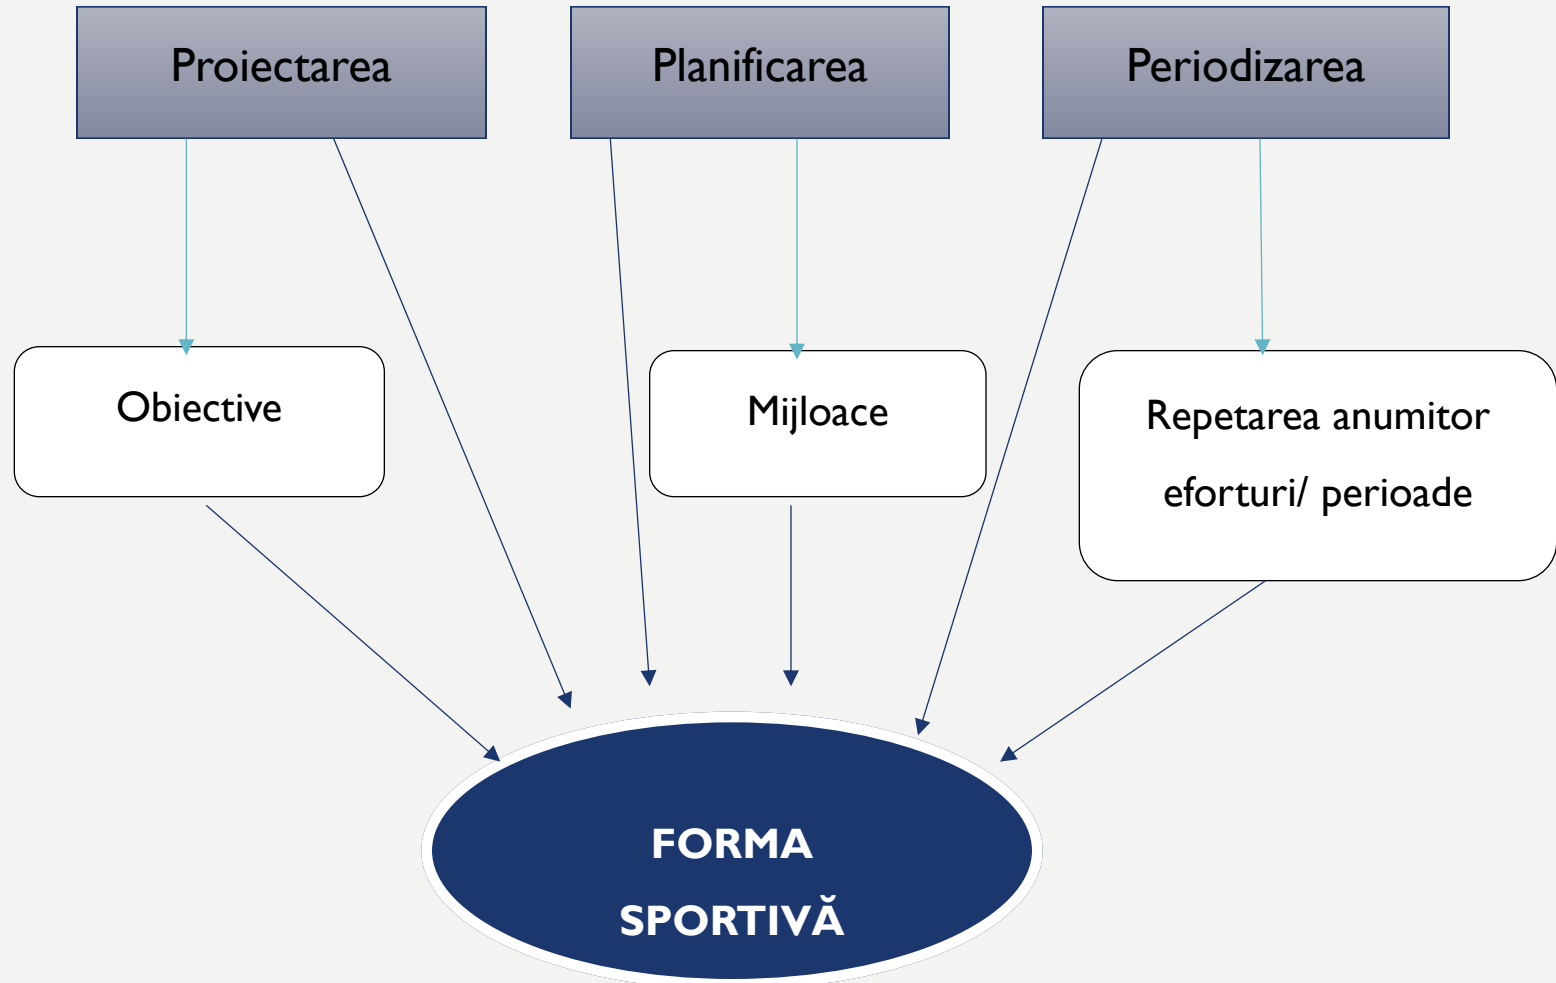 Proiectarea
Planificarea
Periodizarea
Obiective
Mijloace
Repetarea anumitor
eforturi/ perioade
FORMA
SPORTIVĂ